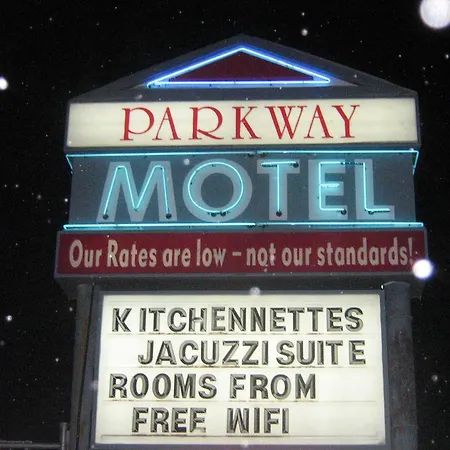 PARKWAY
MOTEL
Our Rates are low - not our standards!
KITCHENNETTES
JACUZZI SUITE
ROOMS FROM
FREE WIFI